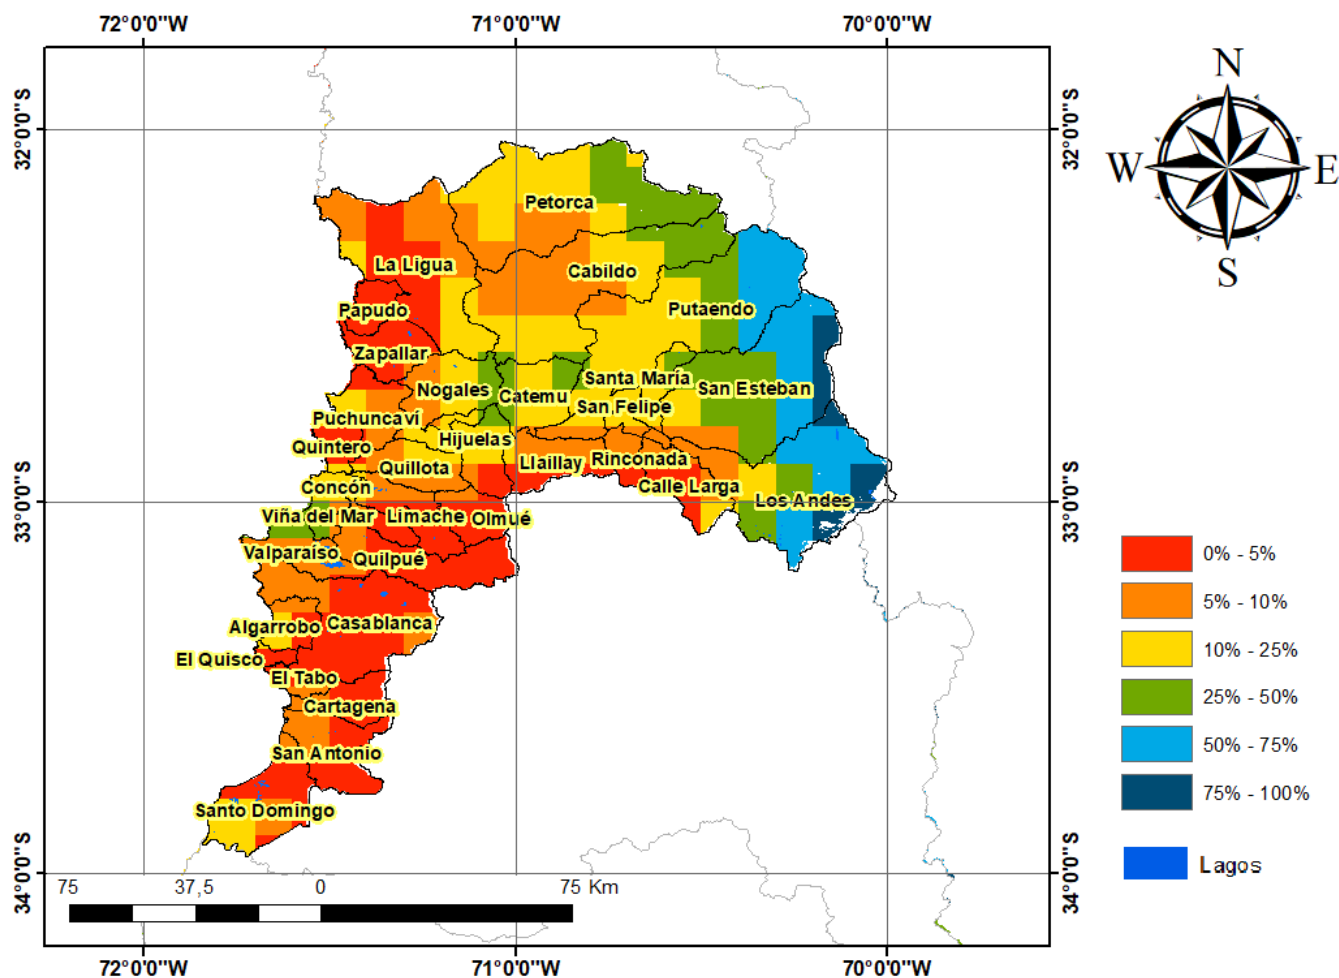 72°0'0"W 71°0'0"W 70°0'0"W
32°0'0"S 32°0'0"S
N
W E
S
Petorca
La Ligua Cabildo
Papudo Putaendo
Zapallar
Nogales Catemu Santa María San Esteban
Puchuncaví San Felipe
Quintero Hijuelas
Quillota Llaillay Rinconada
Concón Calle Larga
33°0'0"S Los Andes 33°0'0"S
Viña del Mar Limache Olmué
Valparaíso Quilpué
0% - 5%
5% - 10%
Algarrobo Casablanca
10% - 25%
El Quisco
El Tabo
25% - 50%
Cartagena
San Antonio 50% - 75%
75% - 100%
Santo Domingo
Lagos
34°0'0"S 34°0'0"S
75 37,5 0 75 Km
72°0'0"W 71°0'0"W 70°0'0"W